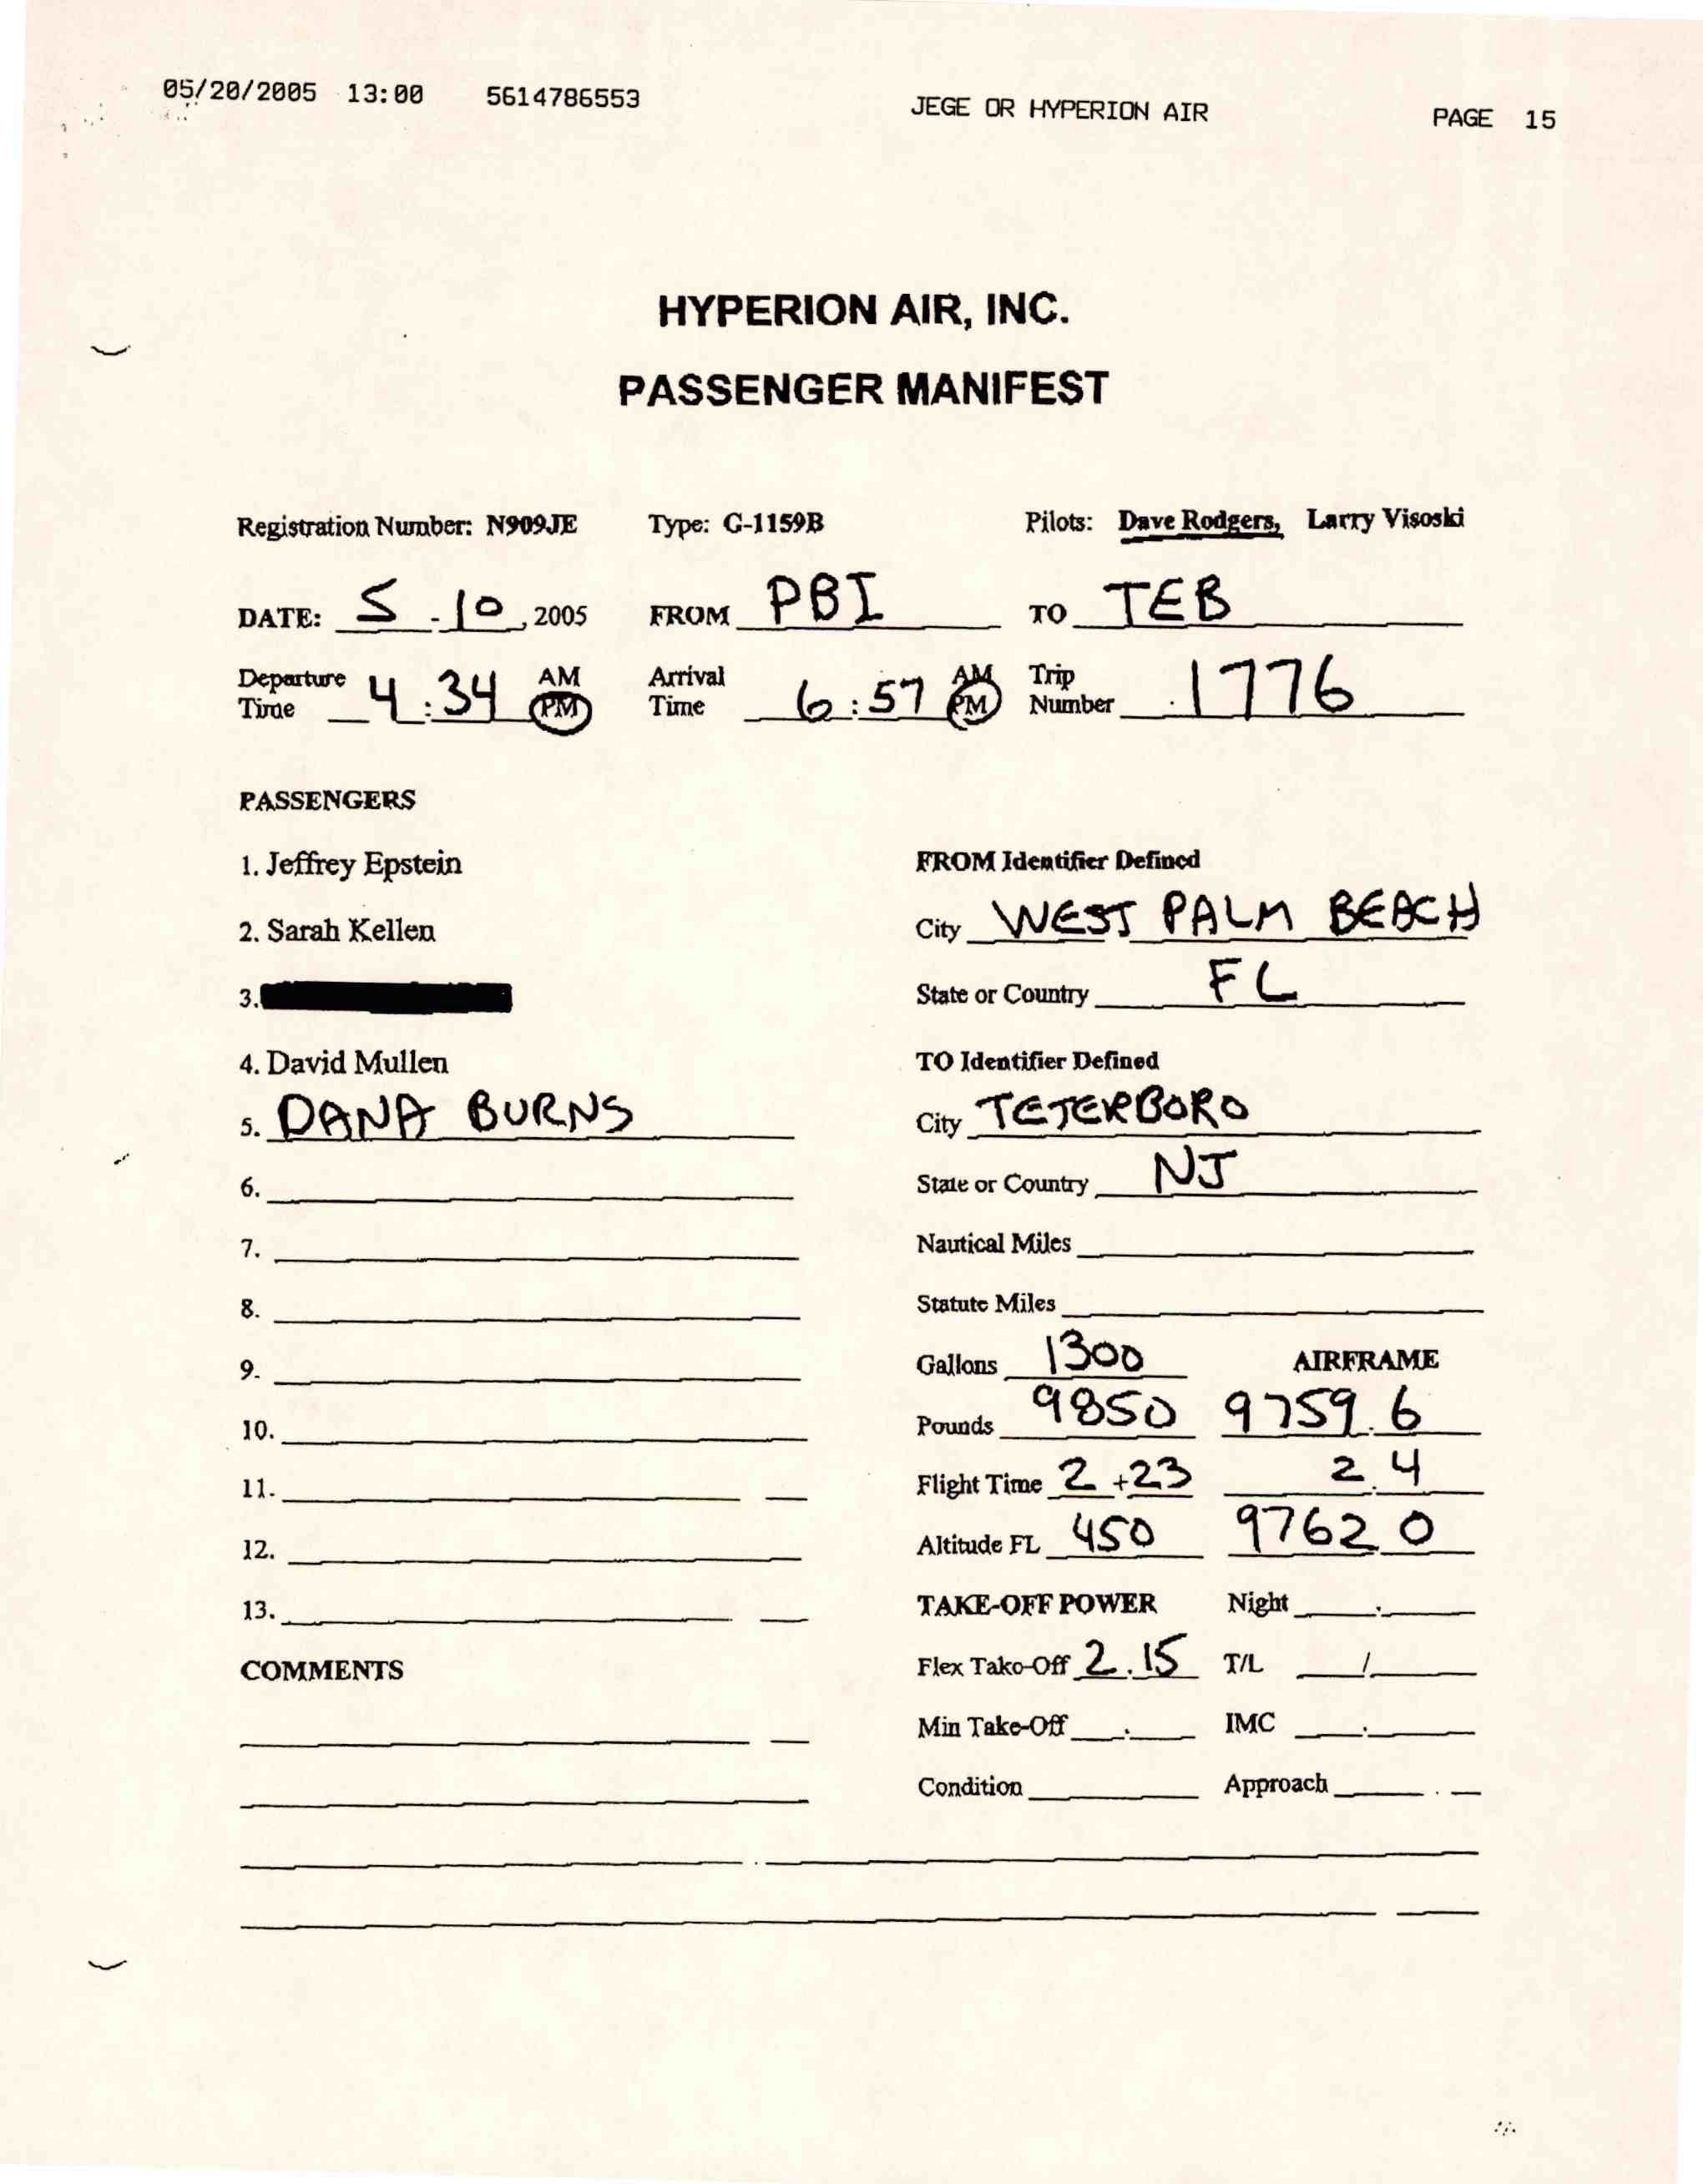 05/20/2005 13:00 5614786553 JEGE OR HYPERION AIR PAGE 15
HYPERION AIR, INC.
PASSENGER MANIFEST
Registration Number: N909JE Type: G-1159B Pilots: Dave Rodgers, Larry Visoski
DATE: 5-10, 2005 FROM PBI TO TEB
Departure Time 4:34 AM PM Arrival Time 6:57 AM PM Trip Number 1776
PASSENGERS
1. Jeffrey Epstein
2. Sarah Kellen
3.
4. David Mullen
5. DANA BURNS
6.
7.
8.
9.
10.
11.
12.
13.
COMMENTS
FROM Identifier Defined
City WEST PALM BEACH
State or Country FL
TO Identifier Defined
City TETERBORO
State or Country NJ
Nautical Miles
Statute Miles
Gallons 1300 AIRFRAME
Pounds 9850 9759.6
Flight Time 2+23 2.4
Altitude FL 450 9762.0
TAKE-OFF POWER Night .
Flex Take-Off 2.15 T/L /
Min Take-Off . IMC .
Condition Approach